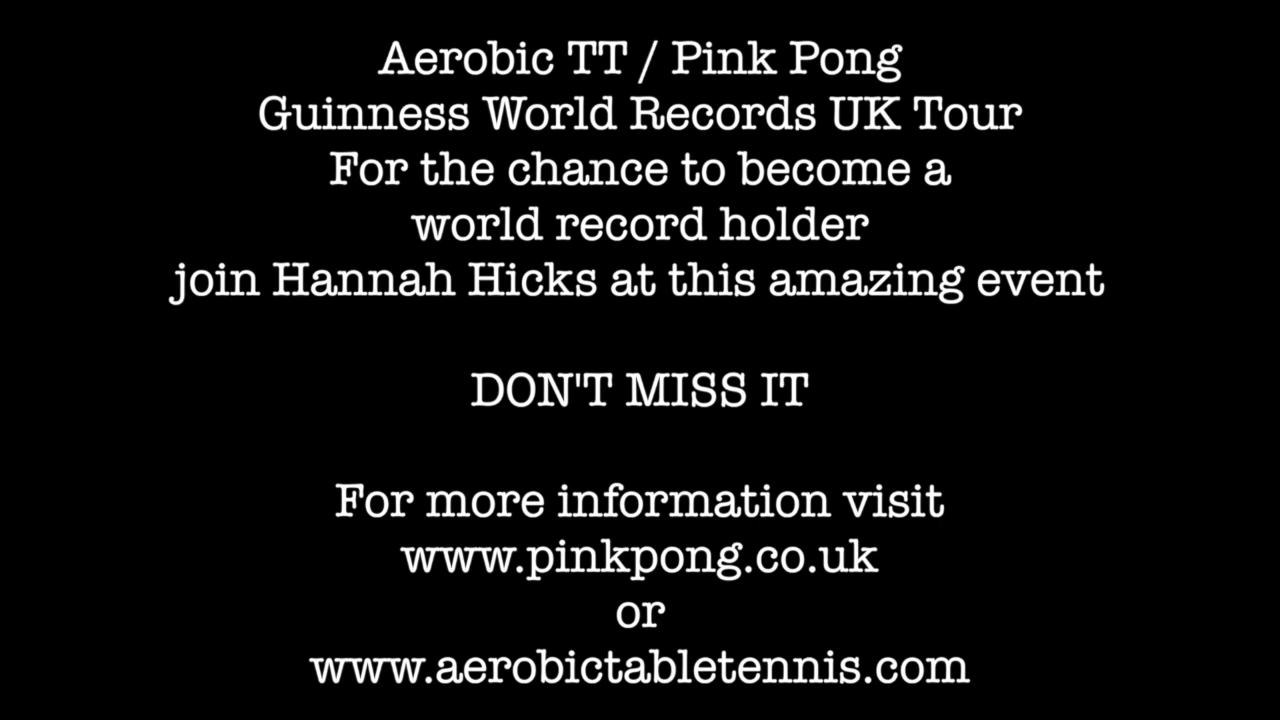 Aerobic TT / Pink Pong
Guinness World Records UK Tour
For the chance to become a
world record holder
join Hannah Hicks at this amazing event
DON'T MISS IT
For more information visit
www.pinkpong.co.uk
or
www.aerobictabletennis.com